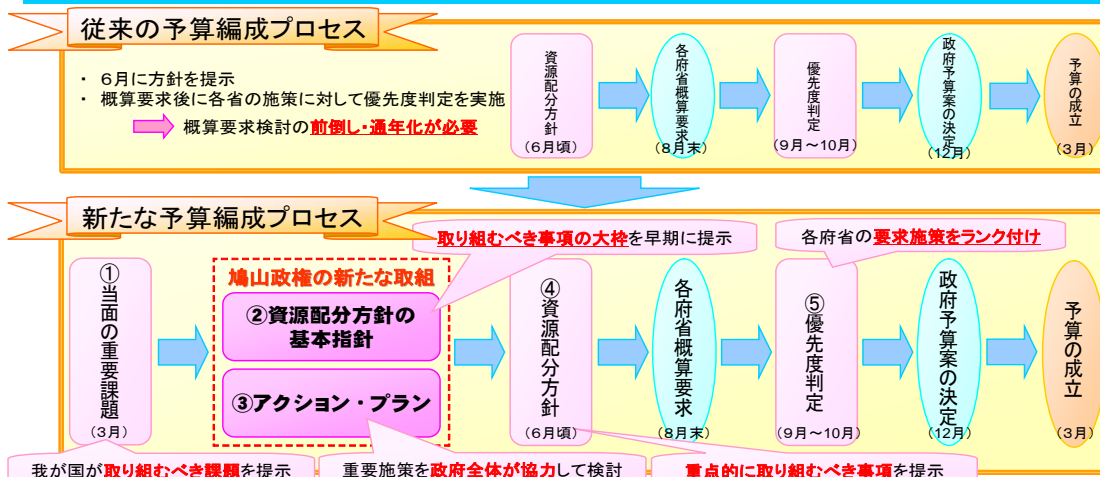 従来の予算編成プロセス
・ 6月に方針を提示
・ 概算要求後に各省の施策に対して優先度判定を実施
概算要求検討の前倒し・通年化が必要
資源配分方針
(6月頃)
各府省概算要求
(8月末)
優先度判定
(9月～10月)
政府予算案の決定
(12月)
予算の成立
(3月)
新たな予算編成プロセス
取り組むべき事項の大枠を早期に提示
各府省の要求施策をランク付け
①当面の重要課題
(3月)
鳩山政権の新たな取組
②資源配分方針の
基本指針
③アクション・プラン
④資源配分方針
(6月頃)
各府省概算要求
(8月末)
⑤優先度判定
(9月～10月)
政府予算案の決定
(12月)
予算の成立
(3月)
我が国が取り組むべき課題を提示
重要施策を政府全体が協力して検討
重点的に取り組むべき事項を提示